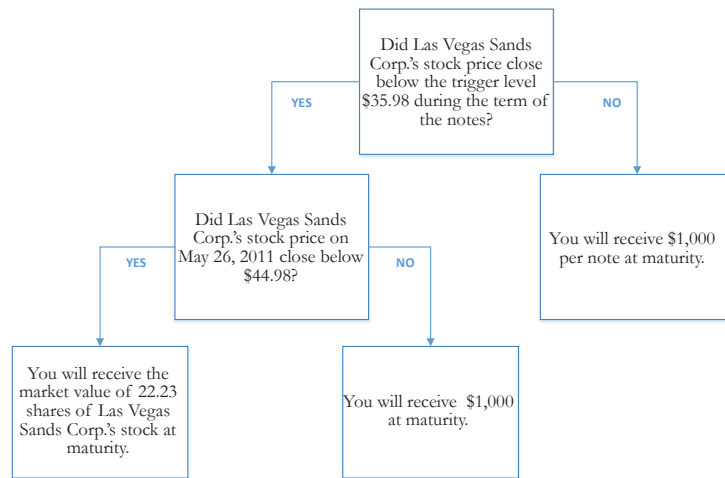 Did Las Vegas Sands
Corp.'s stock price close
below the trigger level
$35.98 during the term of
the notes?
YES
NO
Did Las Vegas Sands
Corp.'s stock price on
May 26, 2011 close below
$44.98?
You will receive $1,000
per note at maturity.
YES
NO
You will receive the
market value of 22.23
shares of Las Vegas
Sands Corp.'s stock at
maturity.
You will receive $1,000
at maturity.